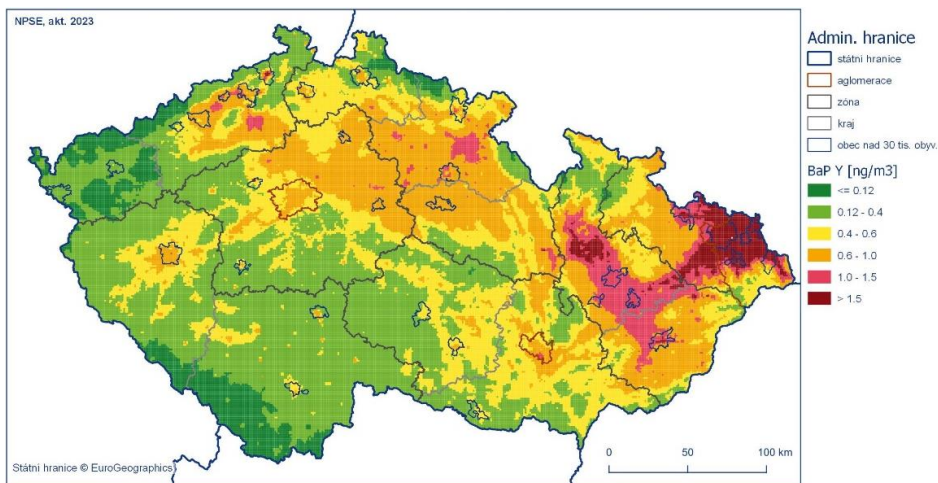 NPSE, akt. 2023
Admin. hranice
státní hranice
aglomerace
zóna
kraj
obec nad 30 tis. obyv.
BaP Y [ng/m3]
<= 0.12
0.12 - 0.4
0.4 - 0.6
0.6 - 1.0
1.0 - 1.5
> 1.5
0 50 100 km
Státní hranice © EuroGeographics